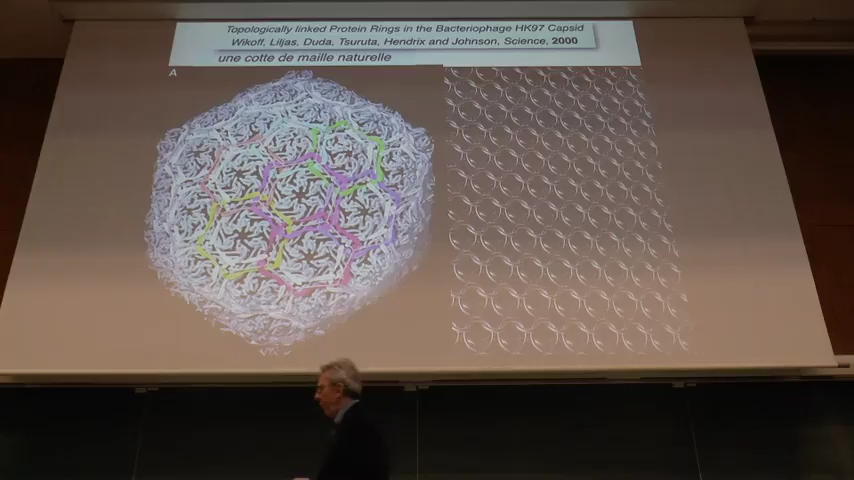 Topologically linked Protein Rings in the Bacteriophage HK97 Capsid
Wikoff, Liljas, Duda, Tsuruta, Hendrix and Johnson, Science, 2000
une cotte de maille naturelle
A